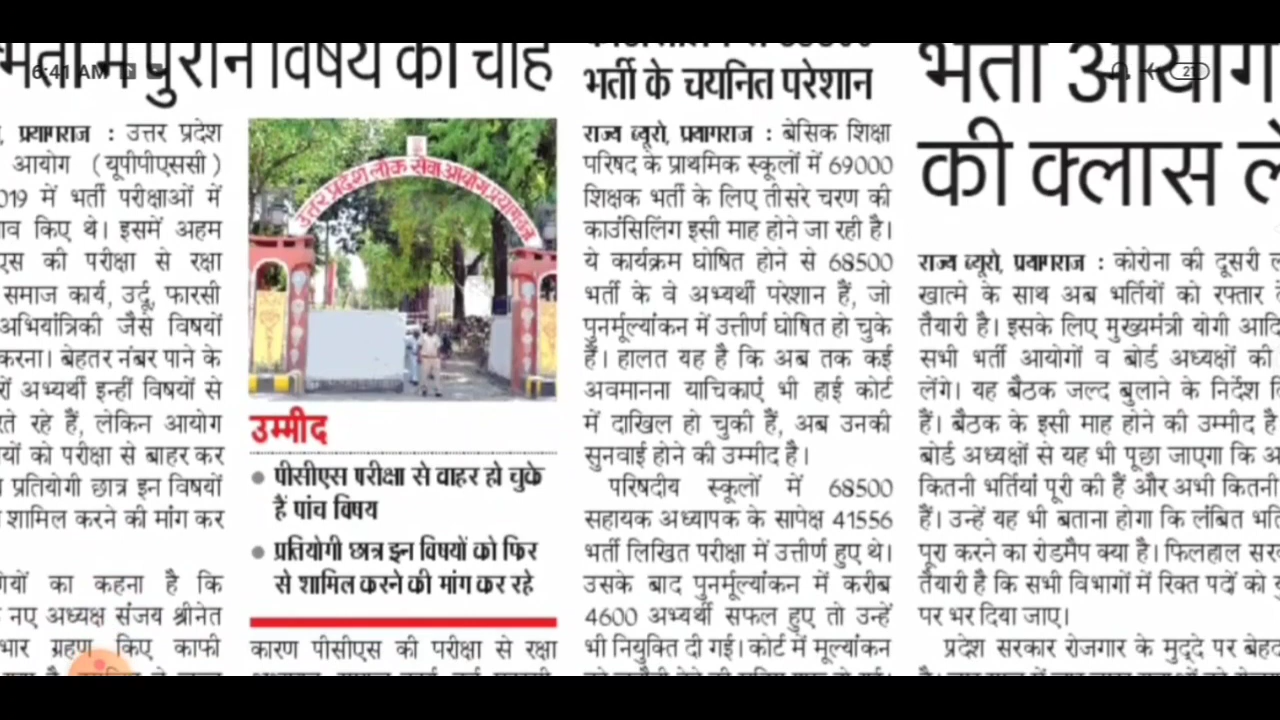 भर्ती में पुराने विषय की चाह
6:41 AM
21
प्रयागराज : उत्तर प्रदेश
आयोग (यूपीपीएससी)
019 में भर्ती परीक्षाओं में
किए थे। इसमें अहम
की परीक्षा से रक्षा
समाज कार्य, उर्दू, फारसी
अभियांत्रिकी जैसे विषयों
करना। बेहतर नंबर पाने के
अभ्यर्थी इन्हीं विषयों से
रहे हैं, लेकिन आयोग
को परीक्षा से बाहर कर
प्रतियोगी छात्र इन विषयों
शामिल करने की मांग कर
का कहना है कि
नए अध्यक्ष संजय श्रीनेत
ग्रहण किए काफी
उत्तर प्रदेश लोक सेवा आयोग, प्रयागराज
उम्मीद
● पीसीएस परीक्षा से बाहर हो चुके
हैं पांच विषय
● प्रतियोगी छात्र इन विषयों को फिर
से शामिल करने की मांग कर रहे
कारण पीसीएस की परीक्षा से रक्षा
68500
भर्ती के चयनित परेशान
राज्य ब्यूरो, प्रयागराज : बेसिक शिक्षा
परिषद के प्राथमिक स्कूलों में 69000
शिक्षक भर्ती के लिए तीसरे चरण की
काउंसिलिंग इसी माह होने जा रही है।
ये कार्यक्रम घोषित होने से 68500
भर्ती के वे अभ्यर्थी परेशान हैं, जो
पुनर्मूल्यांकन में उत्तीर्ण घोषित हो चुके
हैं। हालत यह है कि अब तक कई
अवमानना याचिकाएं भी हाई कोर्ट
में दाखिल हो चुकी हैं, अब उनकी
सुनवाई होने की उम्मीद है।
परिषदीय स्कूलों में 68500
सहायक अध्यापक के सापेक्ष 41556
भर्ती लिखित परीक्षा में उत्तीर्ण हुए थे।
उसके बाद पुनर्मूल्यांकन में करीब
4600 अभ्यर्थी सफल हुए तो उन्हें
भी नियुक्ति दी गई। कोर्ट में मूल्यांकन
भर्ती आयोग
की क्लास
राज्य ब्यूरो, प्रयागराज : कोरोना की दूसरी
खात्मे के साथ अब भर्तियों को रफ्तार
तैयारी है। इसके लिए मुख्यमंत्री योगी
सभी भर्ती आयोगों व बोर्ड अध्यक्षों की
लेंगे। यह बैठक जल्द बुलाने के निर्देश
हैं। बैठक के इसी माह होने की उम्मीद है
बोर्ड अध्यक्षों से यह भी पूछा जाएगा कि
कितनी भर्तियां पूरी की हैं और अभी कितनी
हैं। उन्हें यह भी बताना होगा कि लंबित
पूरा करने का रोडमैप क्या है। फिलहाल
तैयारी है कि सभी विभागों में रिक्त पदों को
पर भर दिया जाए।
प्रदेश सरकार रोजगार के मुद्दे पर बेहद